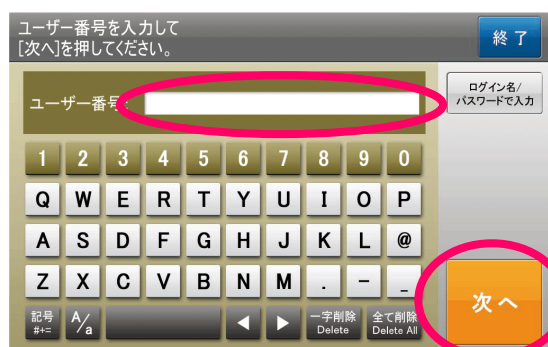 ユーザー番号を入力して
[次へ]を押してください。
終了
ユーザー番号:
ログイン名/
パスワードで入力
1 2 3 4 5 6 7 8 9 0
Q W E R T Y U I O P
A S D F G H J K L @
Z X C V B N M . - _
記号
#+=
A/a
◀ ▶
一字削除
Delete
全て削除
Delete All
次へ